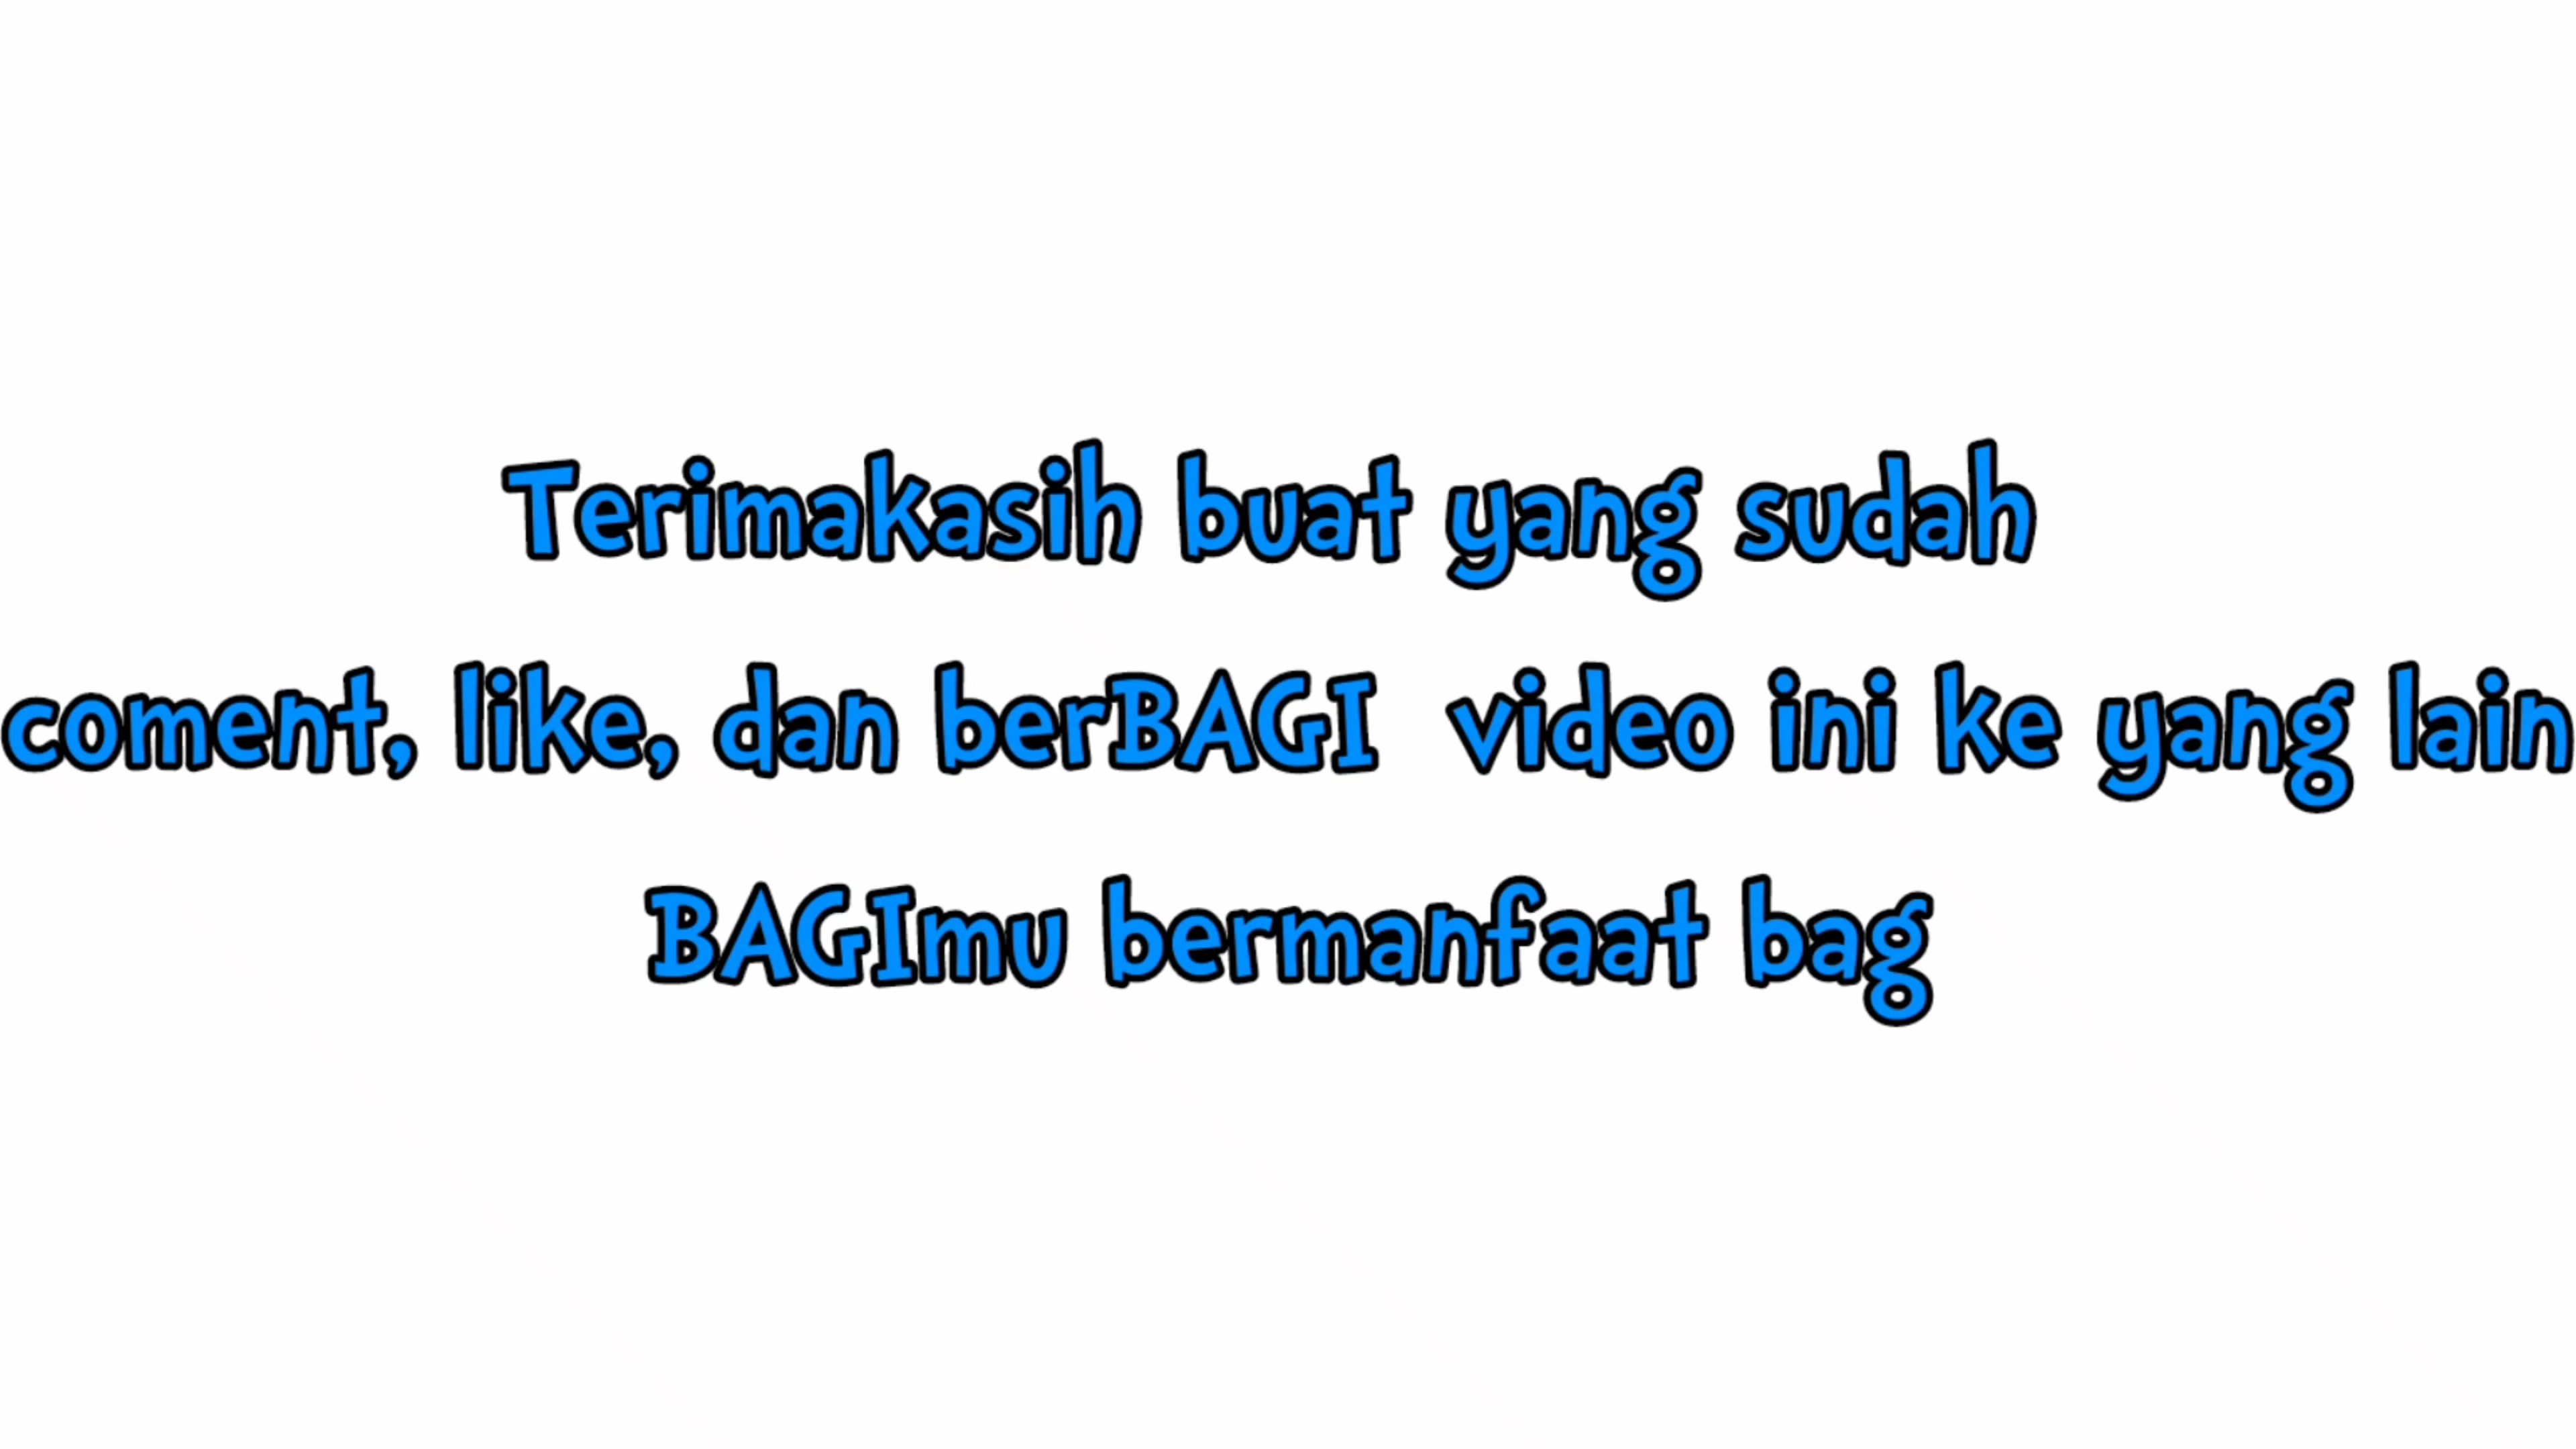 Terimakasih buat yang sudah
coment, like, dan berBAGI video ini ke yang lain
BAGImu bermanfaat bag